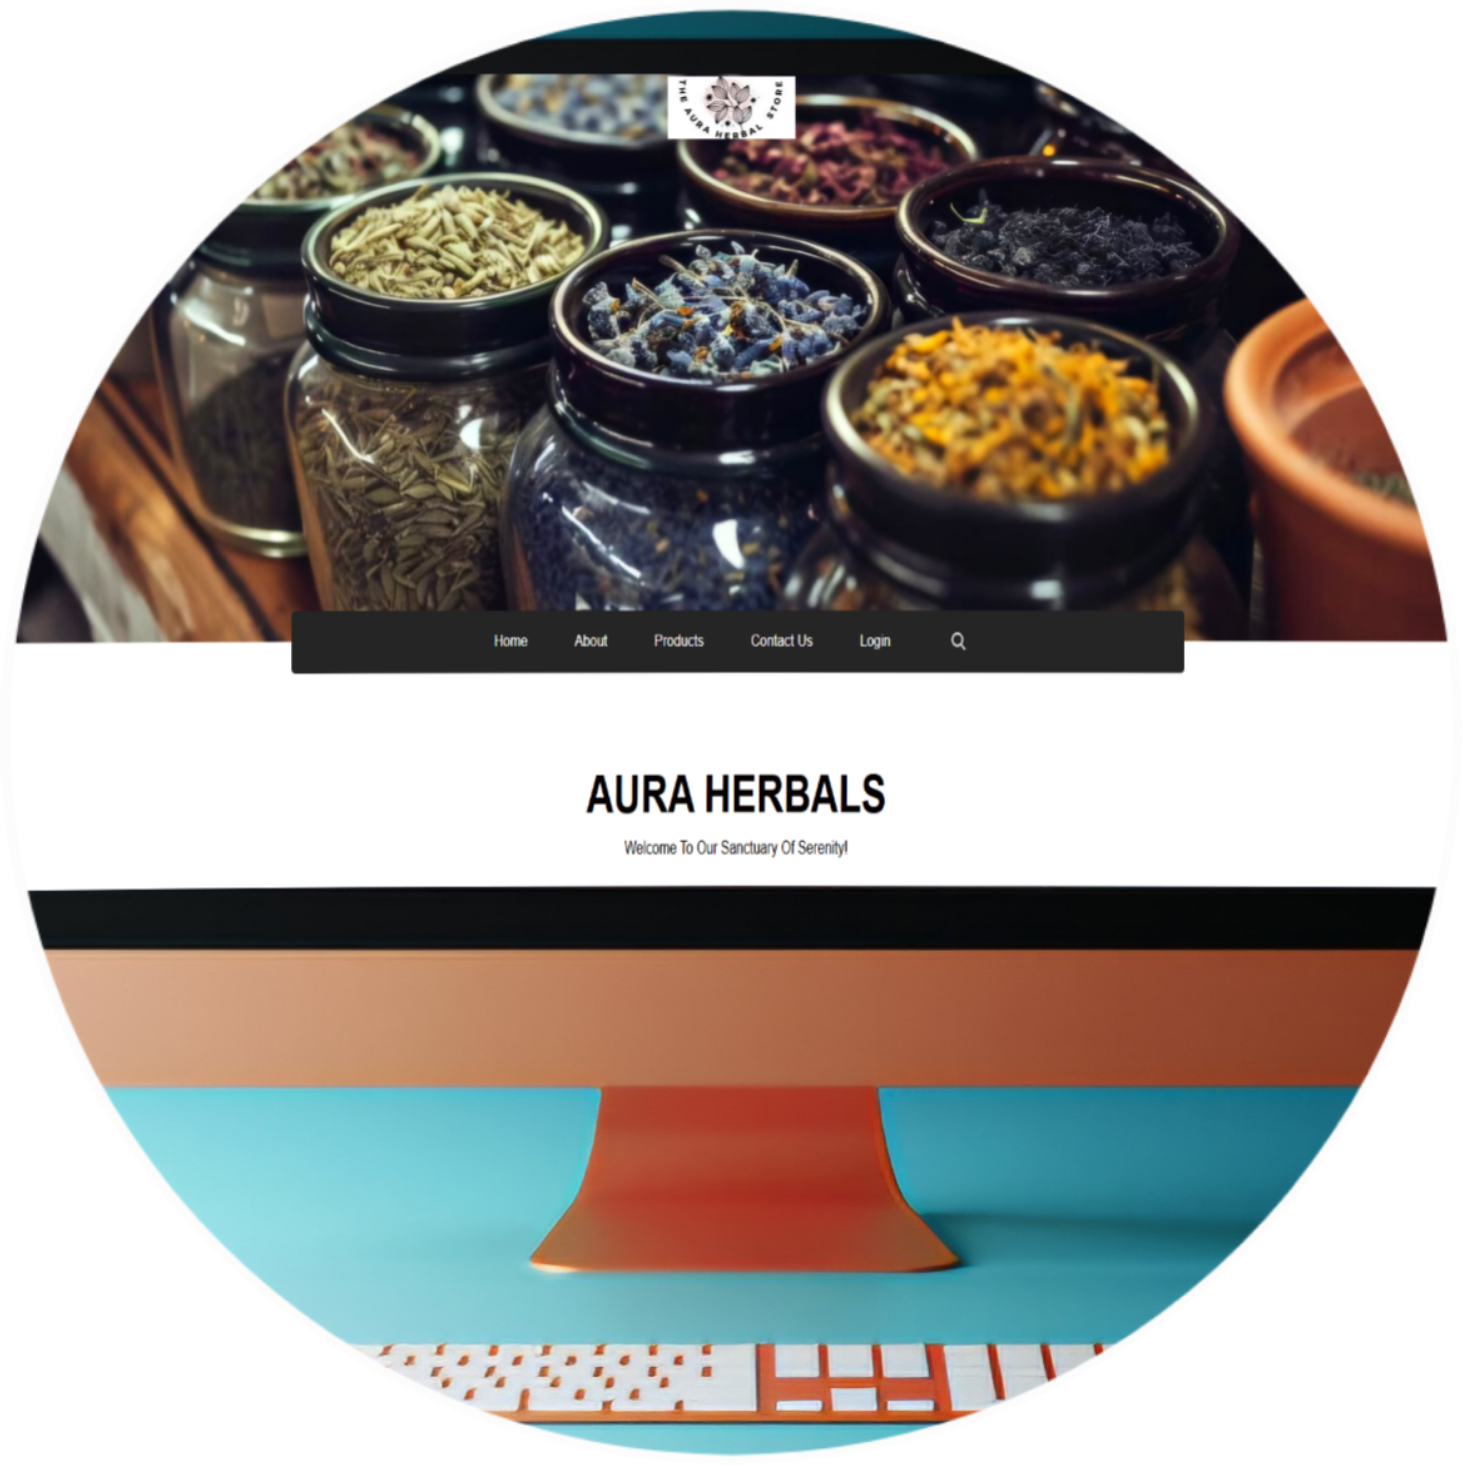 THE AURA HERBAL STORE
Home About Products Contact Us Login
AURA HERBALS
Welcome To Our Sanctuary Of Serenity!